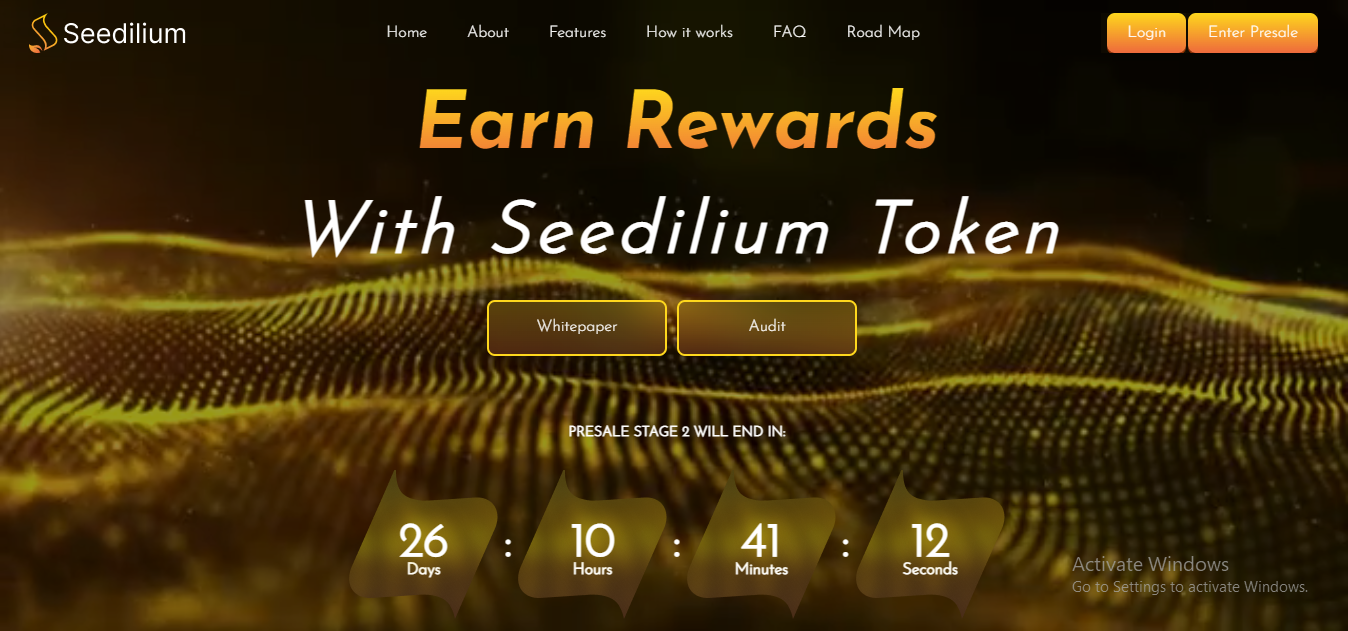 Seedilium
Home About Features How it works FAQ Road Map
Login Enter Presale
Earn Rewards
With Seedilium Token
Whitepaper Audit
PRESALE STAGE 2 WILL END IN:
26 : 10 : 41 : 12
Days Hours Minutes Seconds
Activate Windows
Go to Settings to activate Windows.